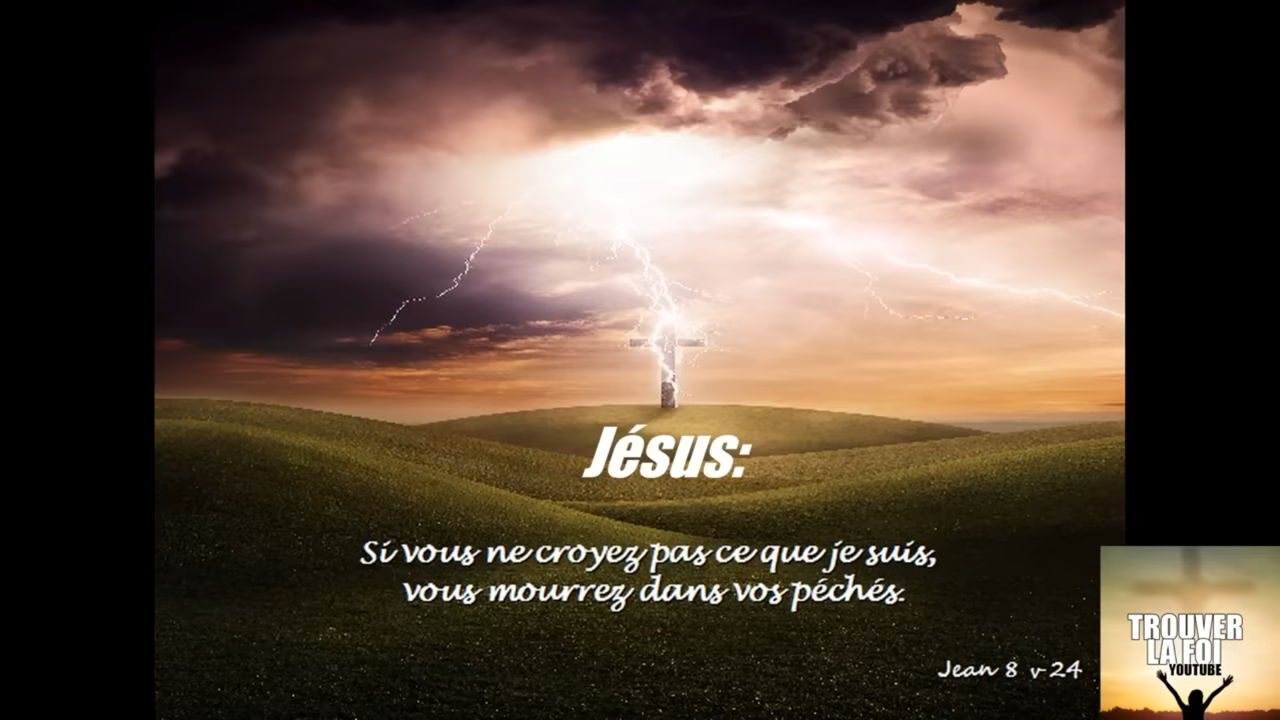 Jésus:
Si vous ne croyez pas ce que je suis,
vous mourrez dans vos péchés.
Jean 8 v 24
TROUVER
LA FOI
YOUTUBE